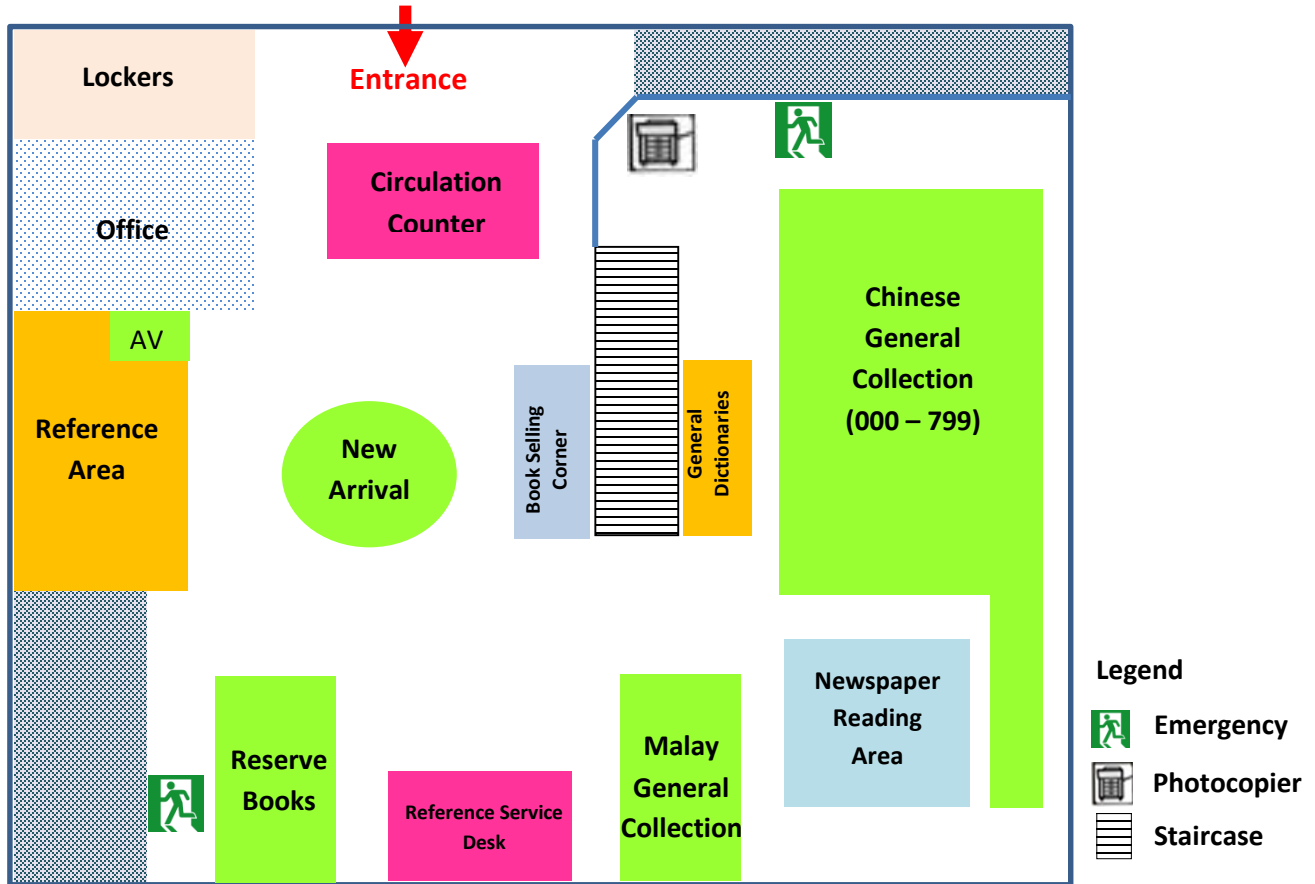 Lockers
Entrance
Circulation
Counter
Office
AV
Reference
Area
New
Arrival
Book Selling
Corner
General
Dictionaries
Chinese
General
Collection
(000 – 799)
Reserve
Books
Reference Service
Desk
Malay
General
Collection
Newspaper
Reading
Area
Legend
Emergency
Photocopier
Staircase